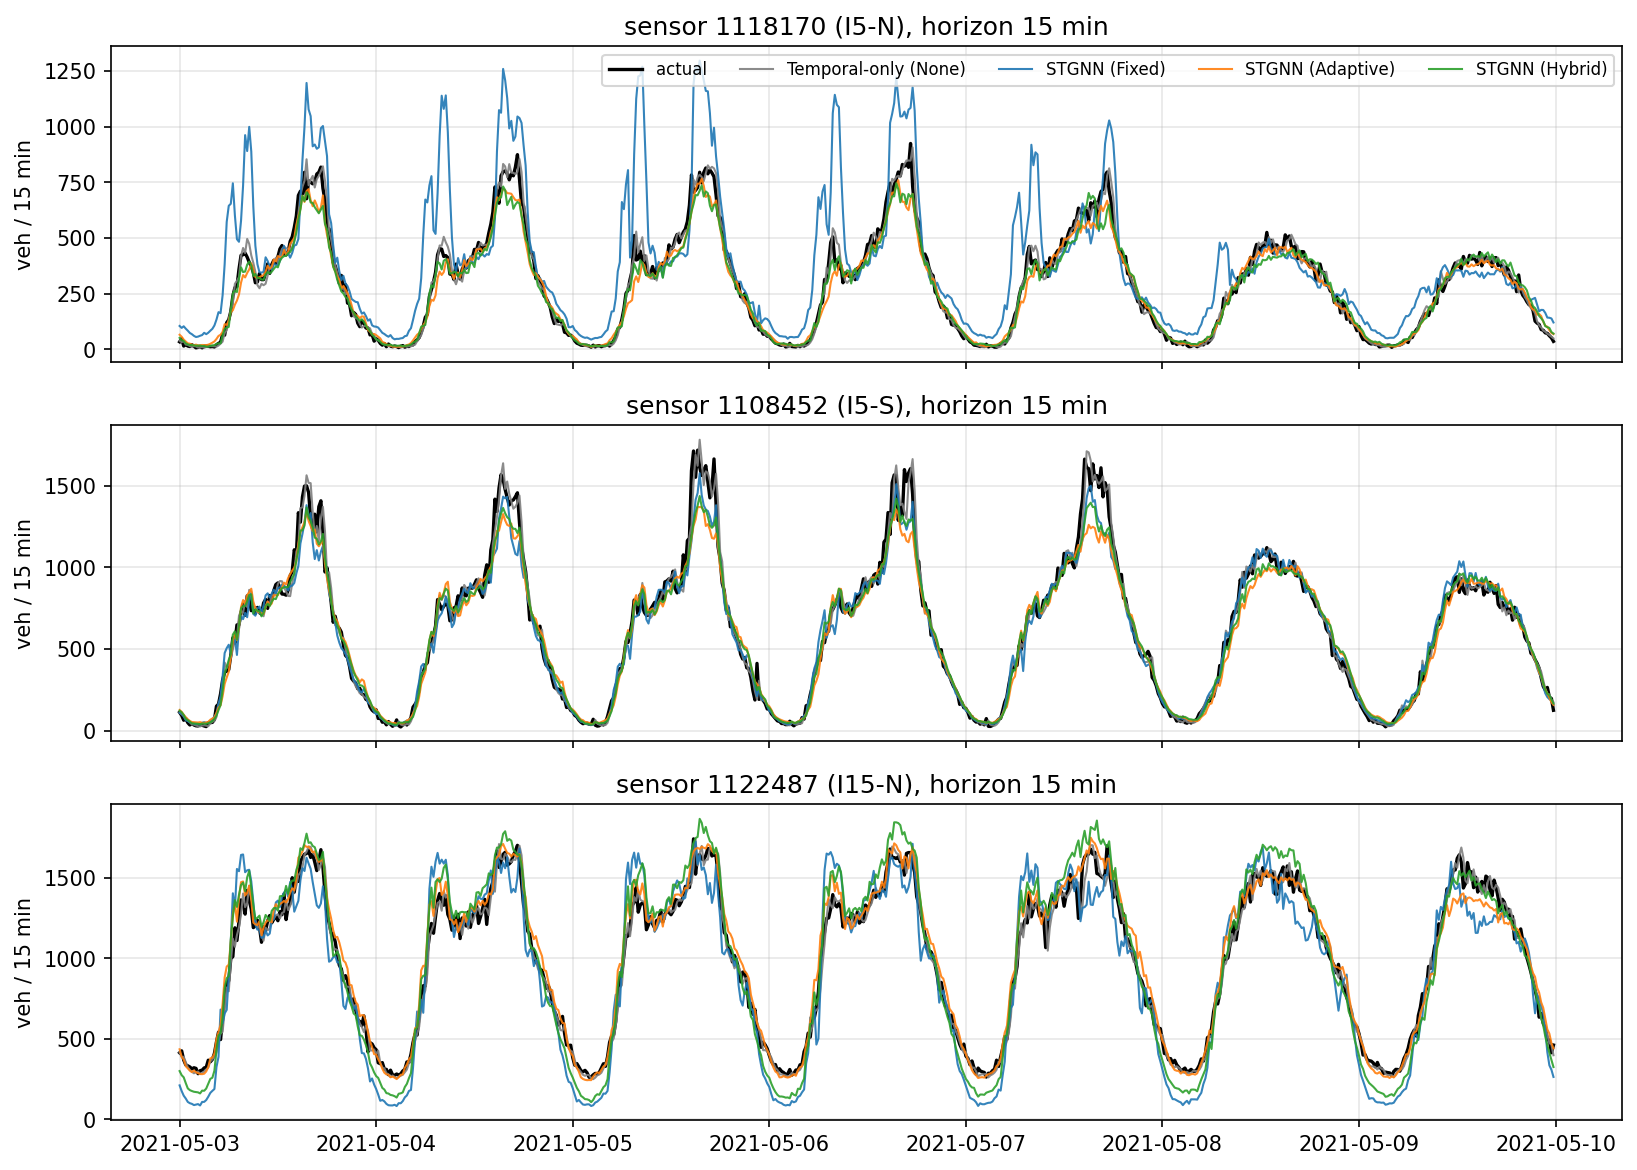 sensor 1118170 (I5-N), horizon 15 min
actual Temporal-only (None) STGNN (Fixed) STGNN (Adaptive) STGNN (Hybrid)
veh / 15 min
1250
1000
750
500
250
0
sensor 1108452 (I5-S), horizon 15 min
veh / 15 min
1500
1000
500
0
sensor 1122487 (I15-N), horizon 15 min
veh / 15 min
1500
1000
500
0
2021-05-03 2021-05-04 2021-05-05 2021-05-06 2021-05-07 2021-05-08 2021-05-09 2021-05-10